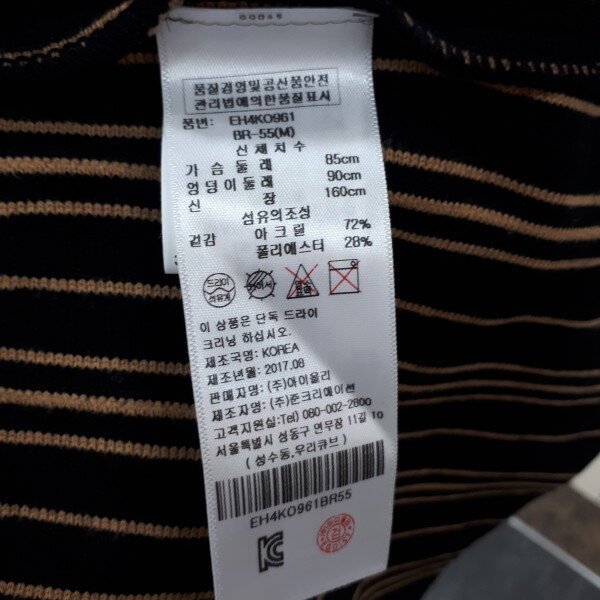 품질경영및공산품안전
관리법에의한품질표시
품번: EH4KO961
BR-55(M)
신체치수
가슴둘레 85cm
엉덩이둘레 90cm
신장 160cm
섬유의조성
겉감 아크릴 72%
폴리에스터 28%
드라이
석유계
이 상품은 단독 드라이
크리닝 하십시오.
제조국명: KOREA
제조년월: 2017.08
판매자명: (주)아이올리
제조자명: (주)준크리에이션
고객지원실:Tel) 080-002-2800
서울특별시 성동구 연무장 11길 10
( 성수동,우리큐브 )
EH4KO961BR55